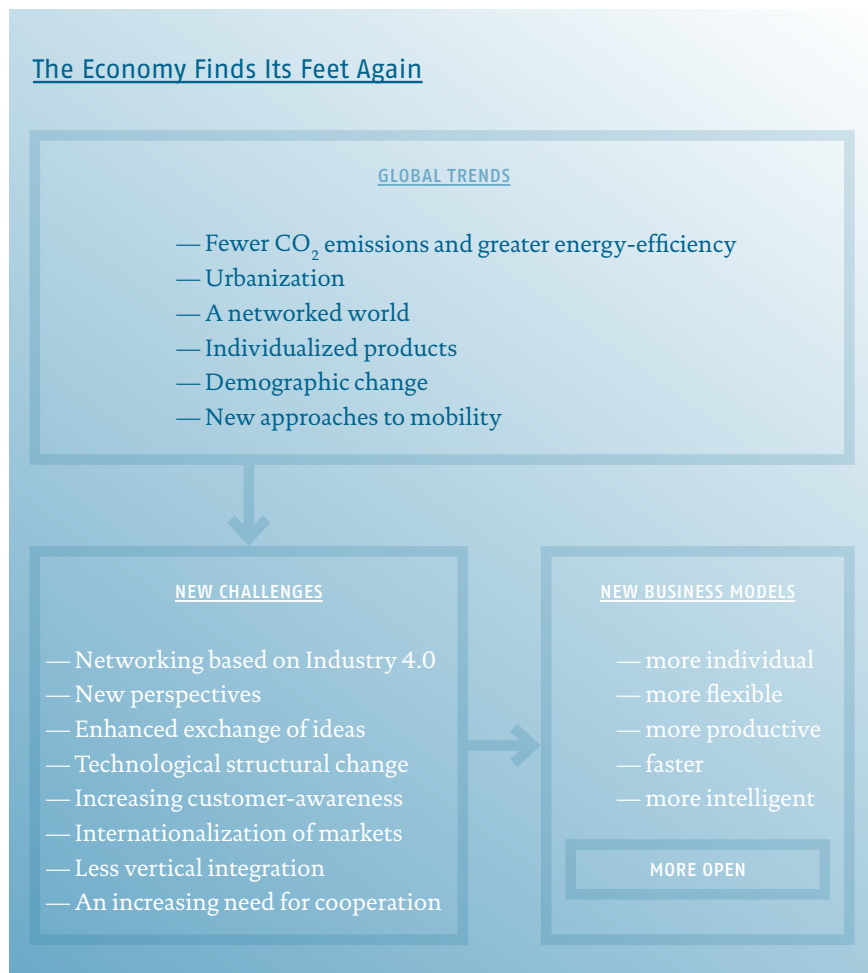 The Economy Finds Its Feet Again
GLOBAL TRENDS
— Fewer CO₂ emissions and greater energy-efficiency
— Urbanization
— A networked world
— Individualized products
— Demographic change
— New approaches to mobility
NEW CHALLENGES
— Networking based on Industry 4.0
— New perspectives
— Enhanced exchange of ideas
— Technological structural change
— Increasing customer-awareness
— Internationalization of markets
— Less vertical integration
— An increasing need for cooperation
NEW BUSINESS MODELS
— more individual
— more flexible
— more productive
— faster
— more intelligent
MORE OPEN